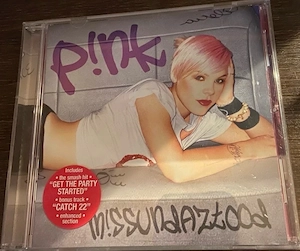 p!nk
Includes
• the smash hit
"GET THE PARTY
STARTED"
• bonus track
"CATCH 22"
• enhanced
section
m!ssundaztood